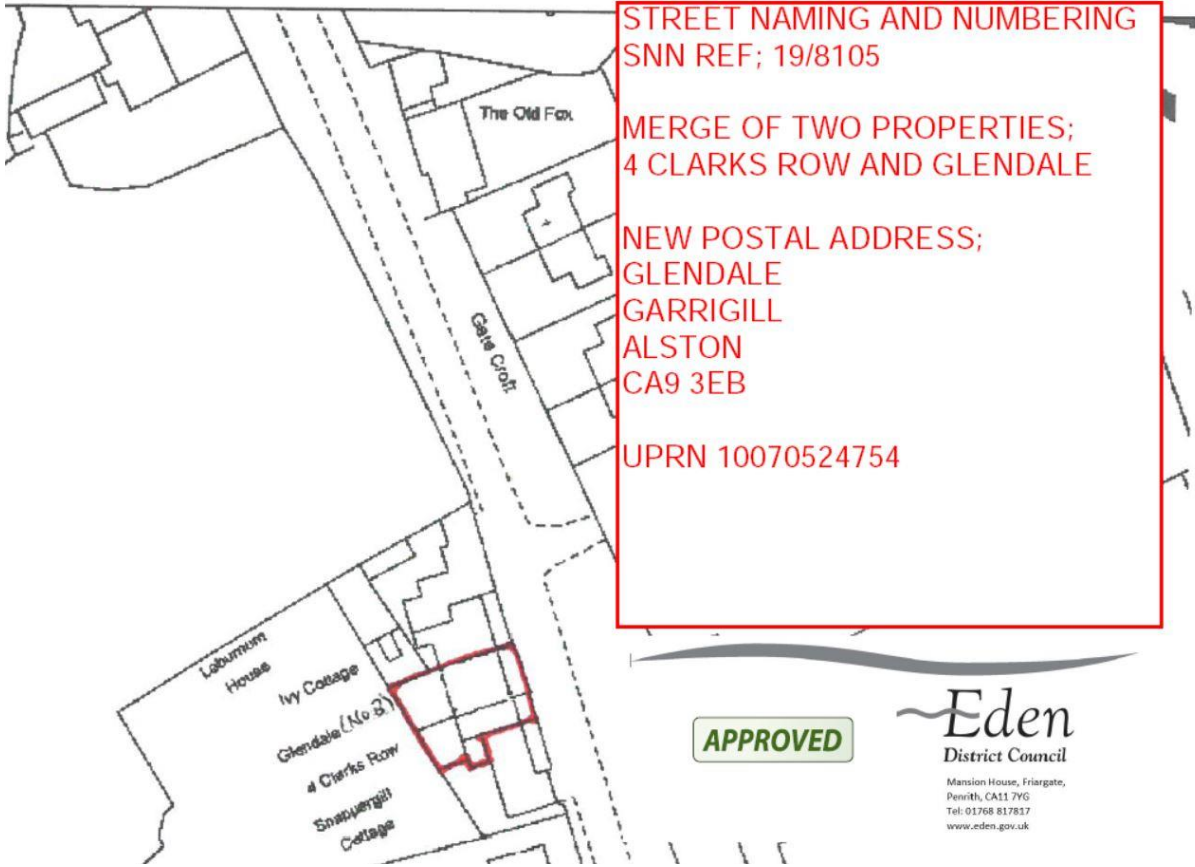 STREET NAMING AND NUMBERING
SNN REF; 19/8105
MERGE OF TWO PROPERTIES;
4 CLARKS ROW AND GLENDALE
NEW POSTAL ADDRESS;
GLENDALE
GARRIGILL
ALSTON
CA9 3EB
UPRN 10070524754
The Old Fox
Gate Croft
Laburnum
House
Ivy Cottage
Glendale (No 3)
4 Clarks Row
Snappergill
Cottage
APPROVED
Eden
District Council
Mansion House, Friargate,
Penrith, CA11 7YG
Tel: 01768 817817
www.eden.gov.uk